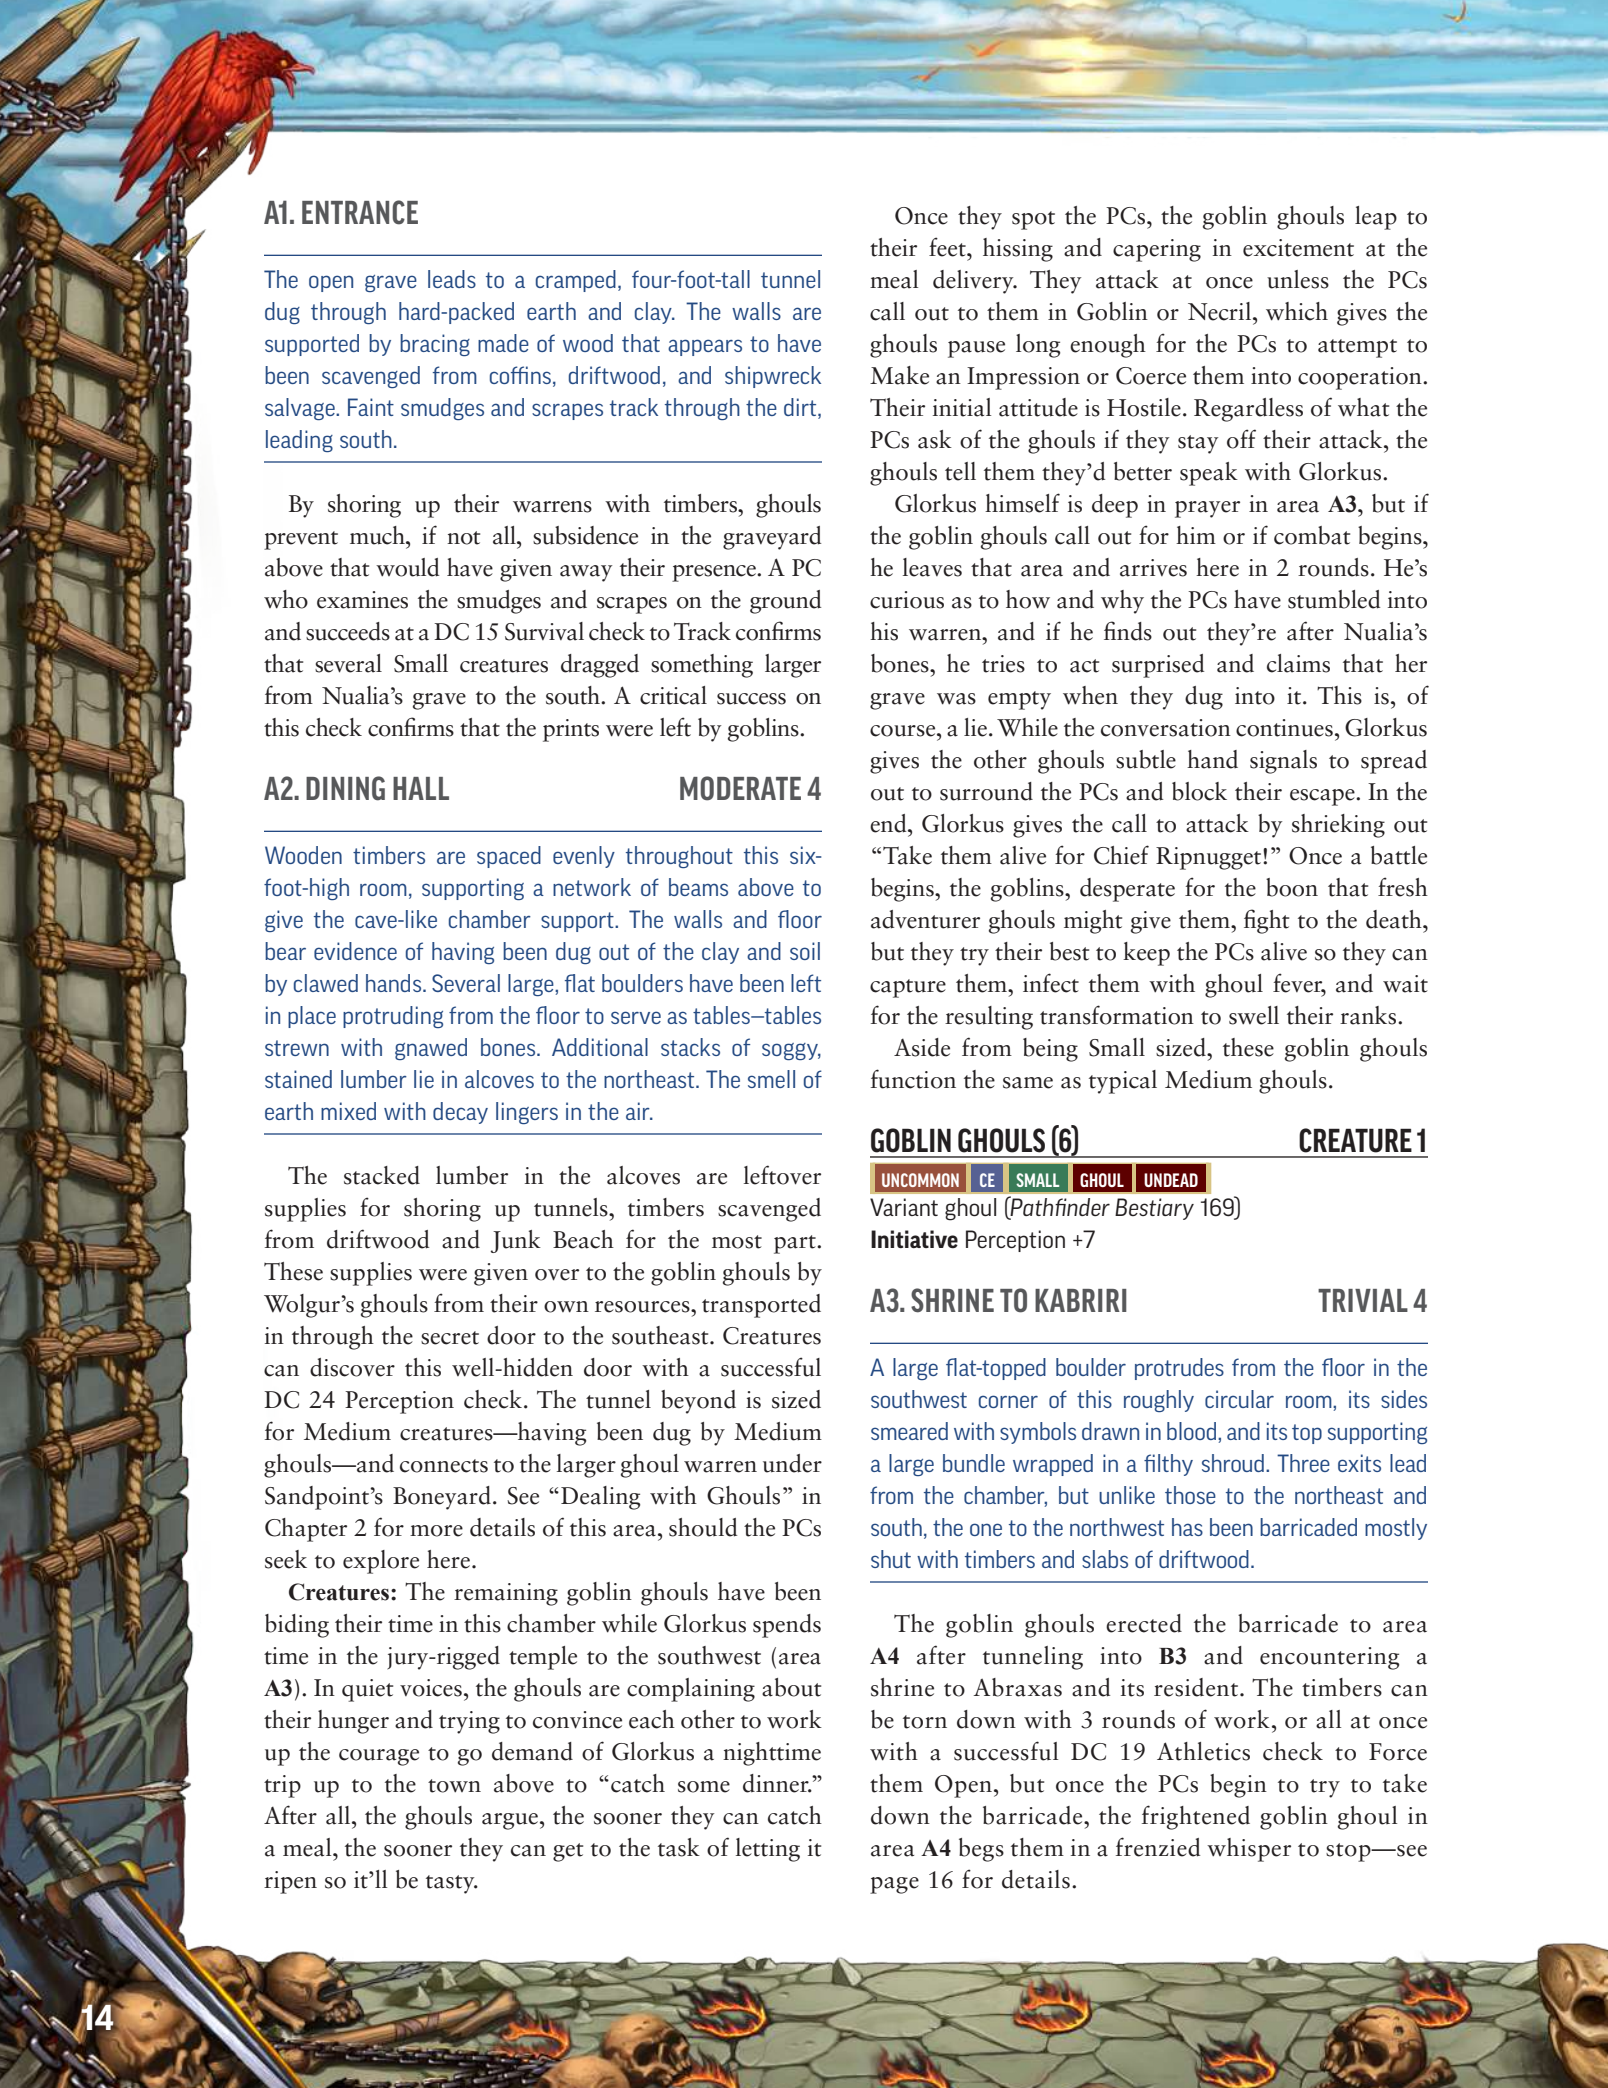 A1. ENTRANCE
The open grave leads to a cramped, four-foot-tall tunnel
dug through hard-packed earth and clay. The walls are
supported by bracing made of wood that appears to have
been scavenged from coffins, driftwood, and shipwreck
salvage. Faint smudges and scrapes track through the dirt,
leading south.
By shoring up their warrens with timbers, ghouls
prevent much, if not all, subsidence in the graveyard
above that would have given away their presence. A PC
who examines the smudges and scrapes on the ground
and succeeds at a DC 15 Survival check to Track confirms
that several Small creatures dragged something larger
from Nualia’s grave to the south. A critical success on
this check confirms that the prints were left by goblins.
A2. DINING HALL MODERATE 4
Wooden timbers are spaced evenly throughout this six-
foot-high room, supporting a network of beams above to
give the cave-like chamber support. The walls and floor
bear evidence of having been dug out of the clay and soil
by clawed hands. Several large, flat boulders have been left
in place protruding from the floor to serve as tables—tables
strewn with gnawed bones. Additional stacks of soggy,
stained lumber lie in alcoves to the northeast. The smell of
earth mixed with decay lingers in the air.
The stacked lumber in the alcoves are leftover
supplies for shoring up tunnels, timbers scavenged
from driftwood and Junk Beach for the most part.
These supplies were given over to the goblin ghouls by
Wolgur’s ghouls from their own resources, transported
in through the secret door to the southeast. Creatures
can discover this well-hidden door with a successful
DC 24 Perception check. The tunnel beyond is sized
for Medium creatures—having been dug by Medium
ghouls—and connects to the larger ghoul warren under
Sandpoint’s Boneyard. See “Dealing with Ghouls” in
Chapter 2 for more details of this area, should the PCs
seek to explore here.
Creatures: The remaining goblin ghouls have been
biding their time in this chamber while Glorkus spends
time in the jury-rigged temple to the southwest (area
A3). In quiet voices, the ghouls are complaining about
their hunger and trying to convince each other to work
up the courage to go demand of Glorkus a nighttime
trip up to the town above to “catch some dinner.”
After all, the ghouls argue, the sooner they can catch
a meal, the sooner they can get to the task of letting it
ripen so it’ll be tasty.
Once they spot the PCs, the goblin ghouls leap to
their feet, hissing and capering in excitement at the
meal delivery. They attack at once unless the PCs
call out to them in Goblin or Necril, which gives the
ghouls pause long enough for the PCs to attempt to
Make an Impression or Coerce them into cooperation.
Their initial attitude is Hostile. Regardless of what the
PCs ask of the ghouls if they stay off their attack, the
ghouls tell them they’d better speak with Glorkus.
Glorkus himself is deep in prayer in area A3, but if
the goblin ghouls call out for him or if combat begins,
he leaves that area and arrives here in 2 rounds. He’s
curious as to how and why the PCs have stumbled into
his warren, and if he finds out they’re after Nualia’s
bones, he tries to act surprised and claims that her
grave was empty when they dug into it. This is, of
course, a lie. While the conversation continues, Glorkus
gives the other ghouls subtle hand signals to spread
out to surround the PCs and block their escape. In the
end, Glorkus gives the call to attack by shrieking out
“Take them alive for Chief Ripnugget!” Once a battle
begins, the goblins, desperate for the boon that fresh
adventurer ghouls might give them, fight to the death,
but they try their best to keep the PCs alive so they can
capture them, infect them with ghoul fever, and wait
for the resulting transformation to swell their ranks.
Aside from being Small sized, these goblin ghouls
function the same as typical Medium ghouls.
GOBLIN GHOULS (6) CREATURE 1
UNCOMMON CE SMALL GHOUL UNDEAD
Variant ghoul (Pathfinder Bestiary 169)
Initiative Perception +7
A3. SHRINE TO KABRIRI TRIVIAL 4
A large flat-topped boulder protrudes from the floor in the
southwest corner of this roughly circular room, its sides
smeared with symbols drawn in blood, and its top supporting
a large bundle wrapped in a filthy shroud. Three exits lead
from the chamber, but unlike those to the northeast and
south, the one to the northwest has been barricaded mostly
shut with timbers and slabs of driftwood.
The goblin ghouls erected the barricade to area
A4 after tunneling into B3 and encountering a
shrine to Abraxas and its resident. The timbers can
be torn down with 3 rounds of work, or all at once
with a successful DC 19 Athletics check to Force
them Open, but once the PCs begin to try to take
down the barricade, the frightened goblin ghoul in
area A4 begs them in a frenzied whisper to stop—see
page 16 for details.
14